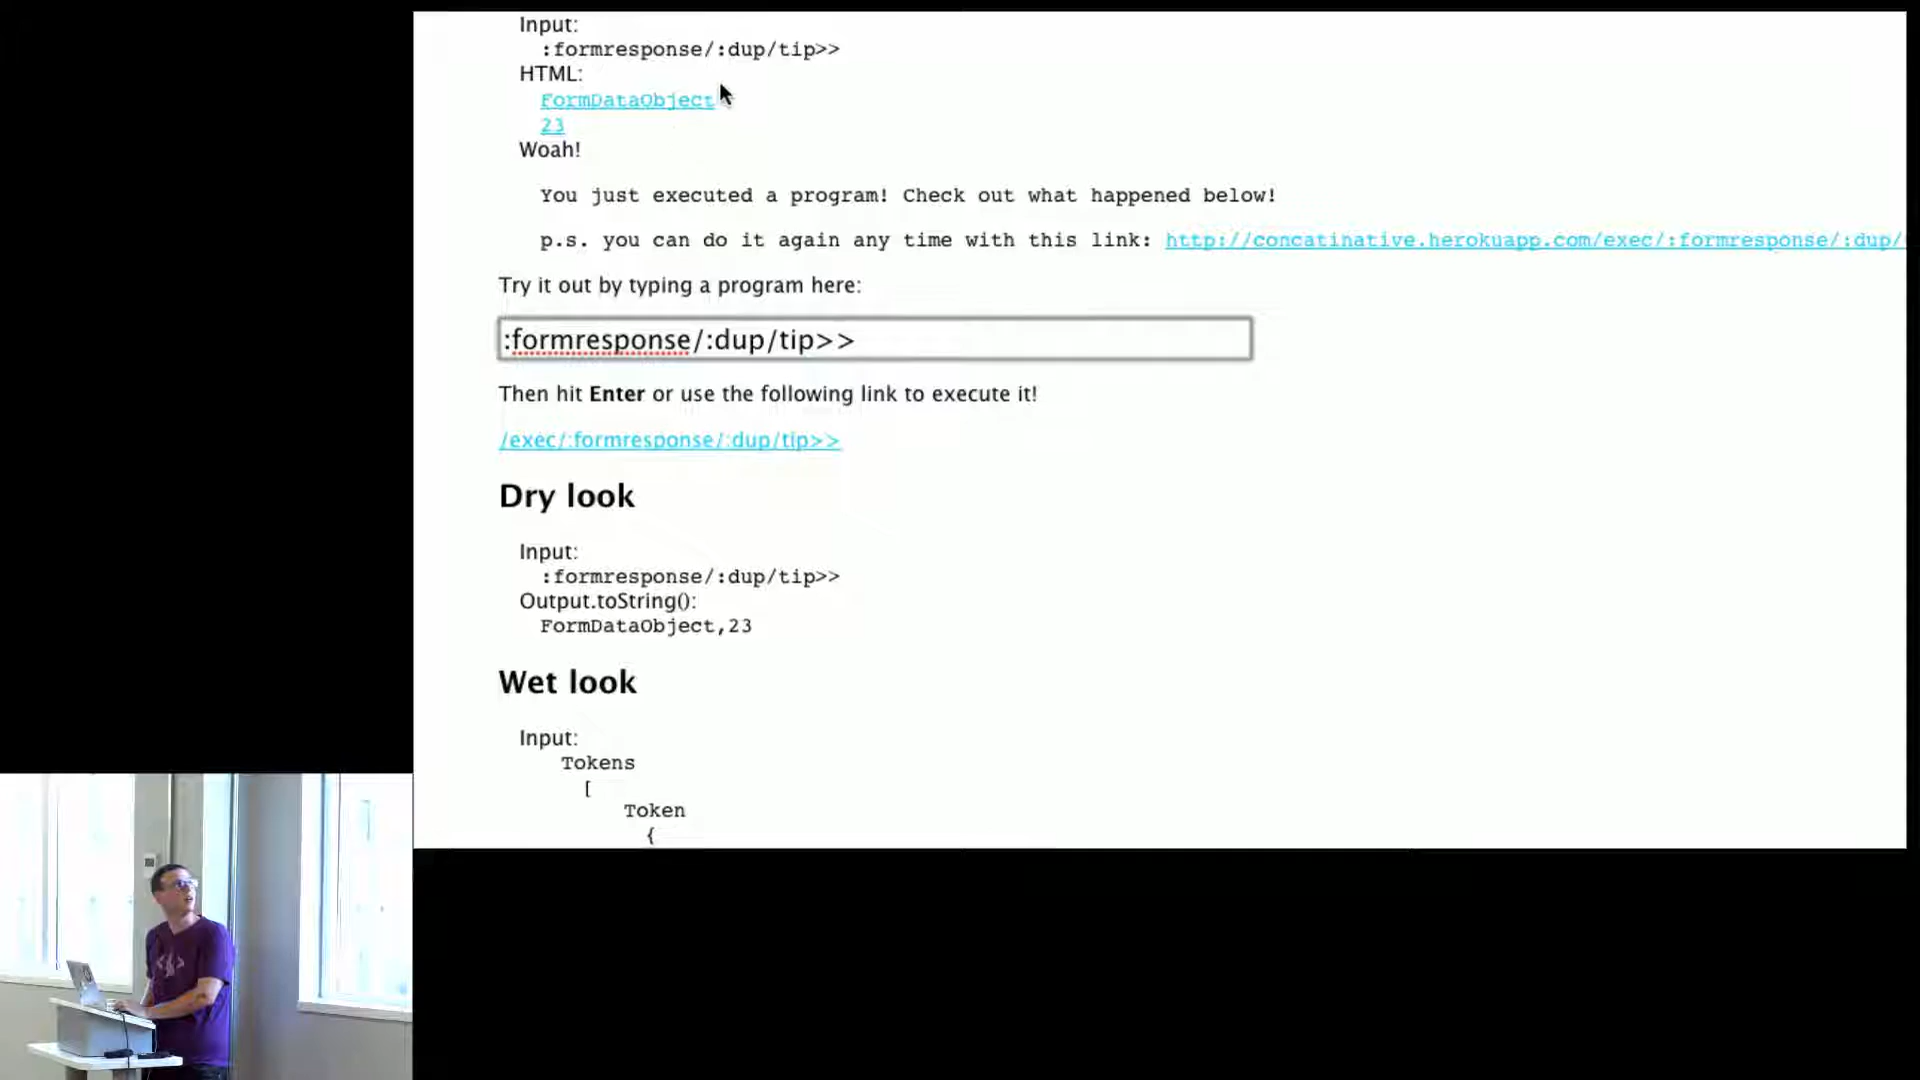 Input:
:formresponse/:dup/tip>>
HTML:
FormDataObject
23
Woah!
You just executed a program! Check out what happened below!
p.s. you can do it again any time with this link: http://concatinative.herokuapp.com/exec/:formresponse/:dup/
Try it out by typing a program here:
:formresponse/:dup/tip>>
Then hit Enter or use the following link to execute it!
/exec/:formresponse/:dup/tip>>
Dry look
Input:
:formresponse/:dup/tip>>
Output.toString():
FormDataObject,23
Wet look
Input:
Tokens
[
Token
{